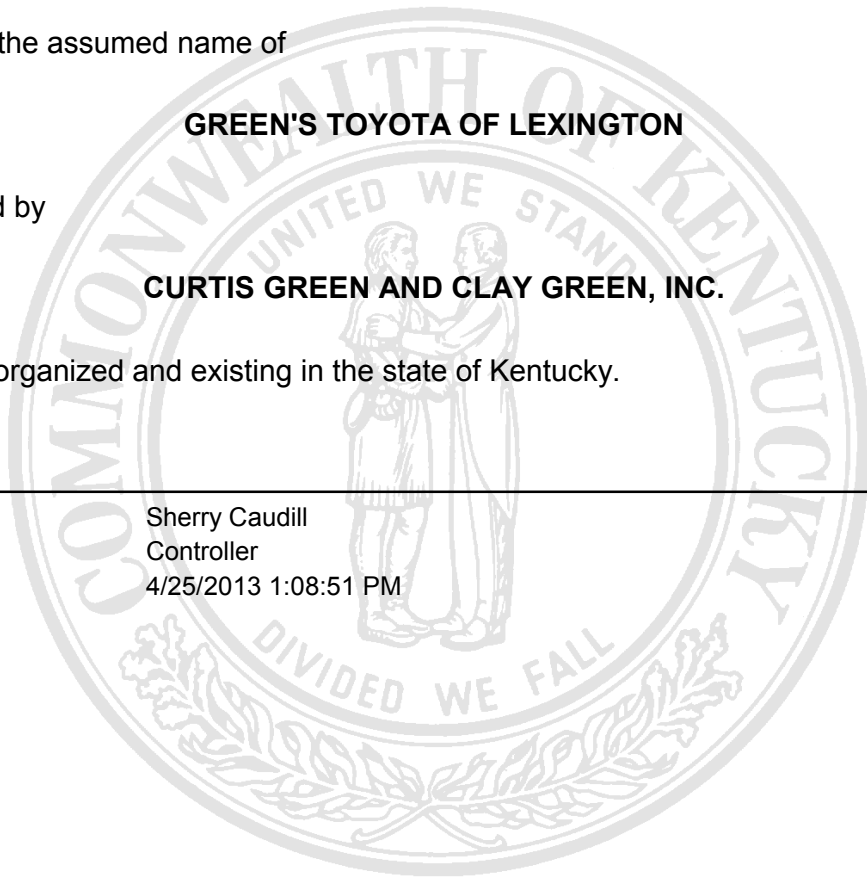 the assumed name of
GREEN'S TOYOTA OF LEXINGTON
by
CURTIS GREEN AND CLAY GREEN, INC.
organized and existing in the state of Kentucky.
Sherry Caudill
Controller
4/25/2013 1:08:51 PM
COMMONWEALTH OF KENTUCKY
UNITED WE STAND
DIVIDED WE FALL